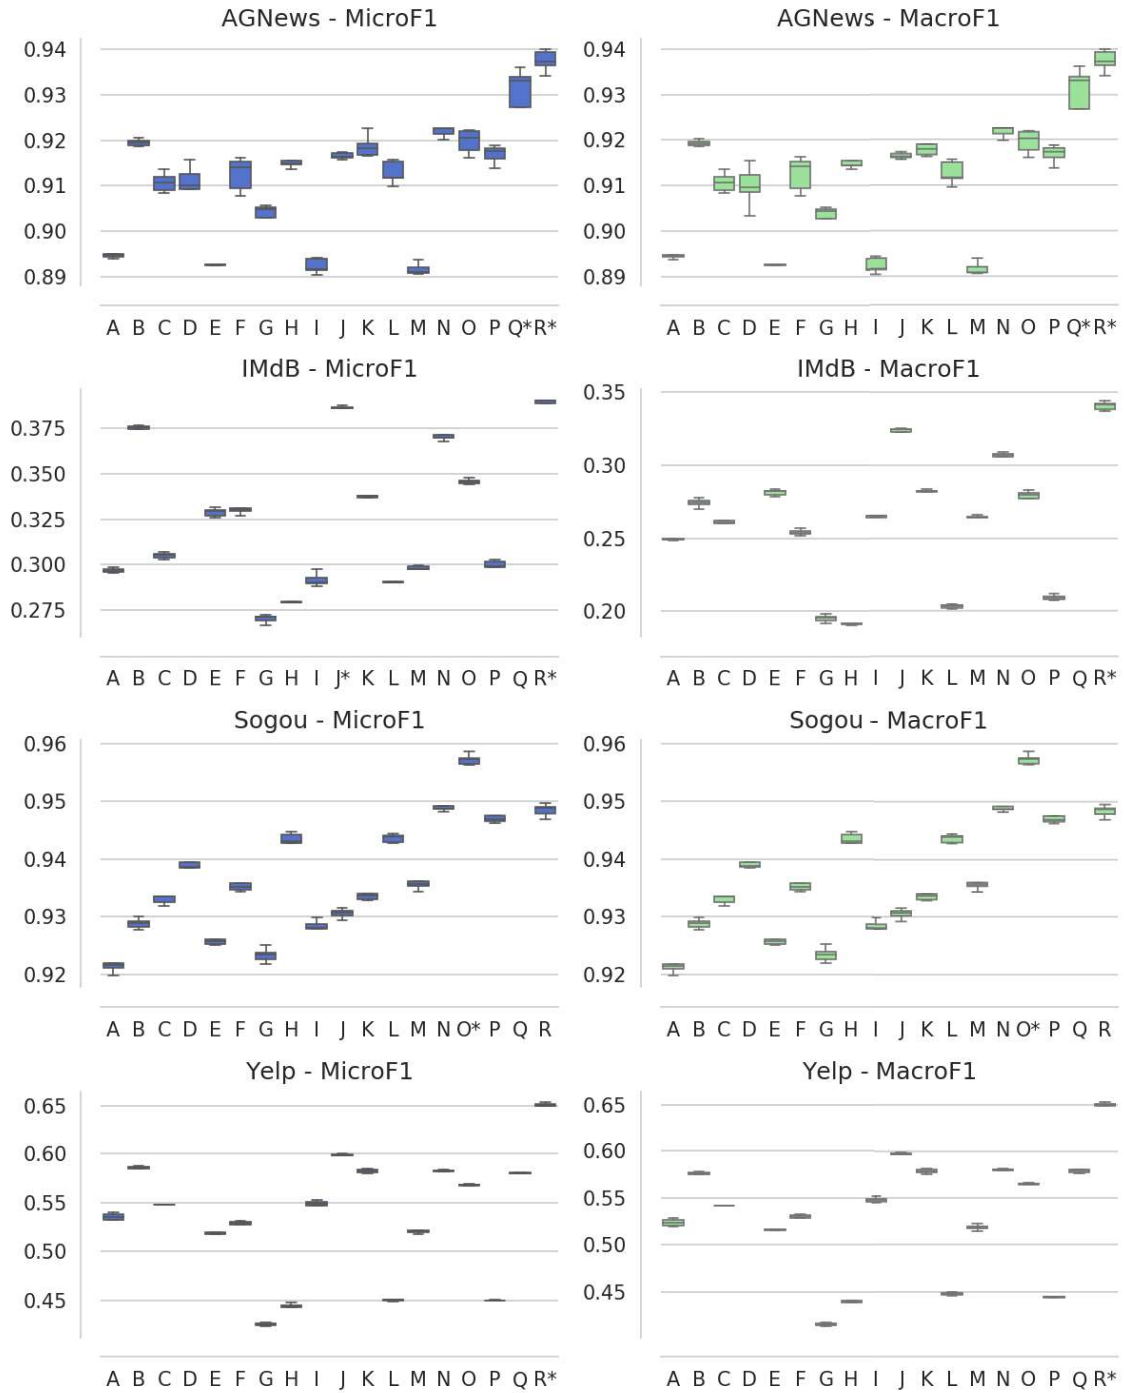 AGNews - MicroF1
0.94
0.93
0.92
0.91
0.90
0.89
A B C D E F G H I J K L M N O P Q* R*
AGNews - MacroF1
0.94
0.93
0.92
0.91
0.90
0.89
A B C D E F G H I J K L M N O P Q* R*
IMdB - MicroF1
0.375
0.350
0.325
0.300
0.275
A B C D E F G H I J* K L M N O P Q R*
IMdB - MacroF1
0.35
0.30
0.25
0.20
A B C D E F G H I J K L M N O P Q R*
Sogou - MicroF1
0.96
0.95
0.94
0.93
0.92
A B C D E F G H I J K L M N O* P Q R
Sogou - MacroF1
0.96
0.95
0.94
0.93
0.92
A B C D E F G H I J K L M N O* P Q R
Yelp - MicroF1
0.65
0.60
0.55
0.50
0.45
A B C D E F G H I J K L M N O P Q R*
Yelp - MacroF1
0.65
0.60
0.55
0.50
0.45
A B C D E F G H I J K L M N O P Q R*